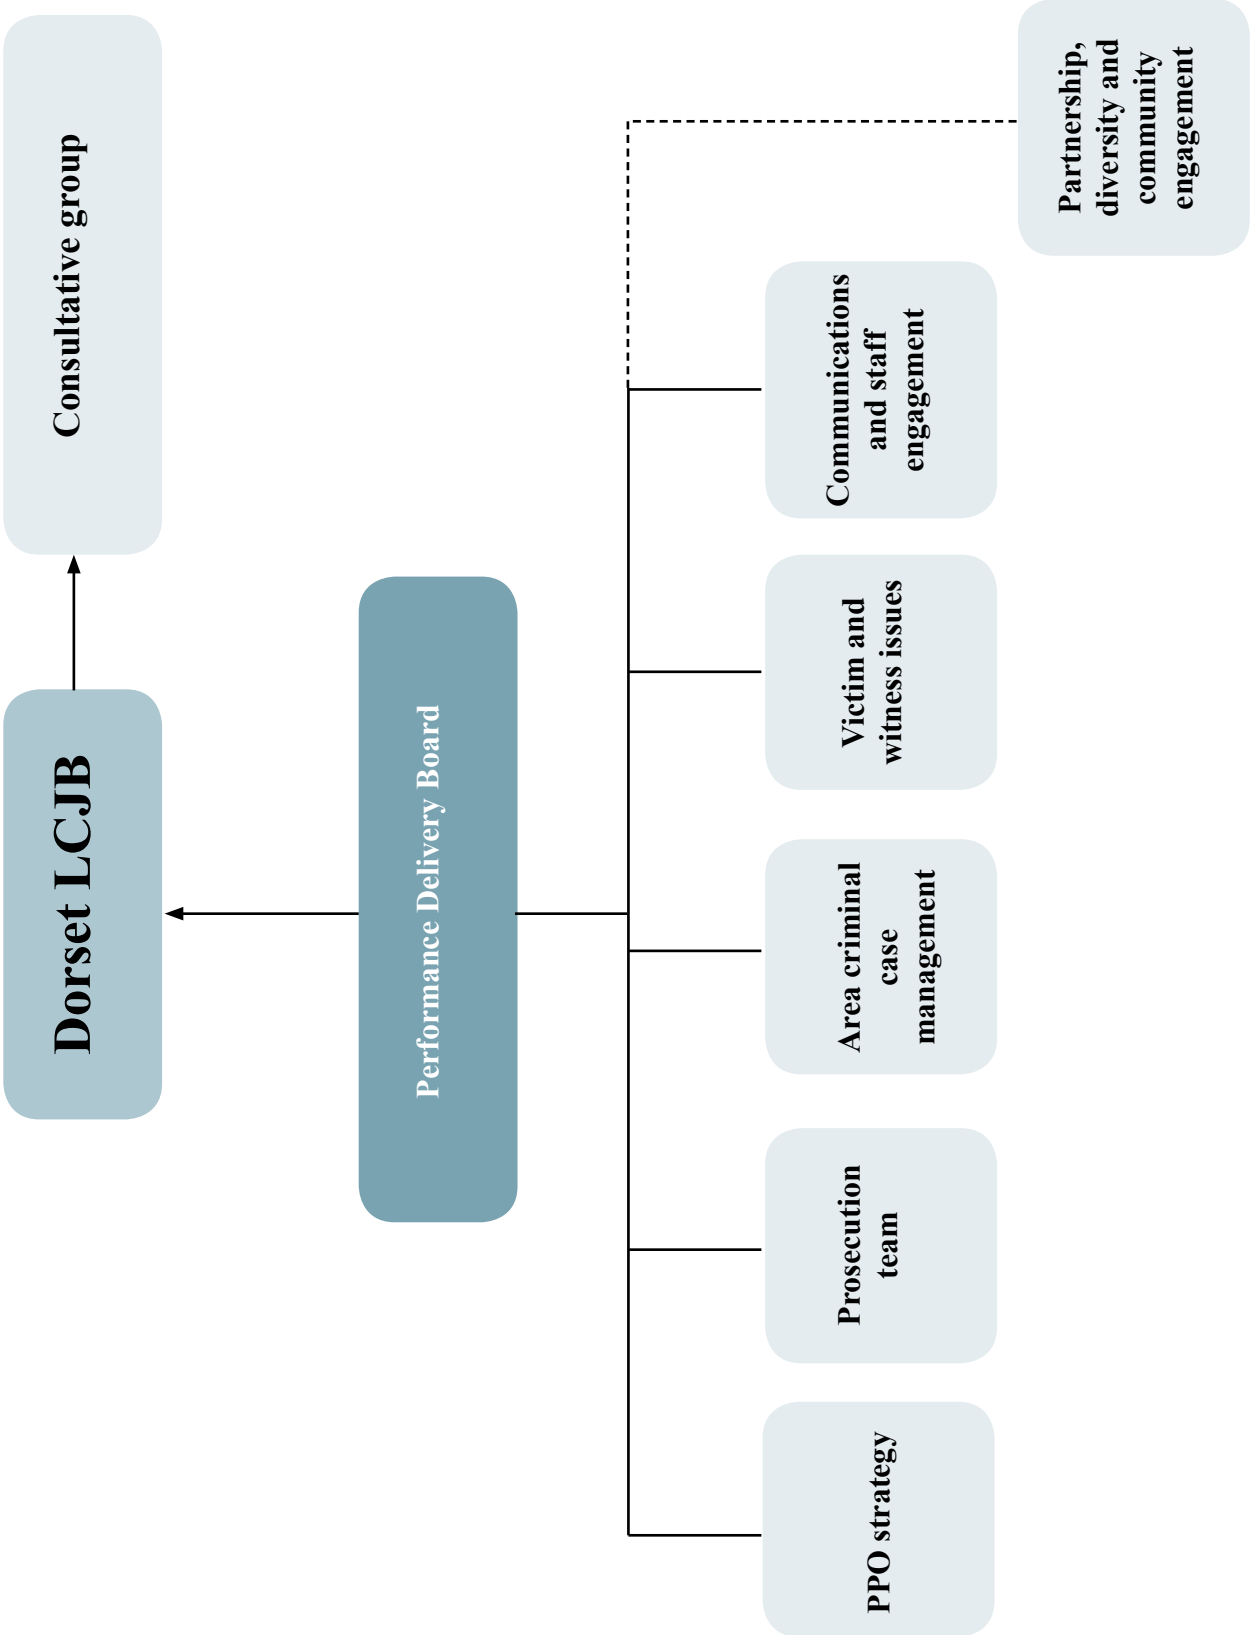 Dorset LCJB
Consultative group
Performance Delivery Board
PPO strategy
Prosecution
team
Area criminal
case
management
Victim and
witness issues
Communications
and staff
engagement
Partnership,
diversity and
community
engagement